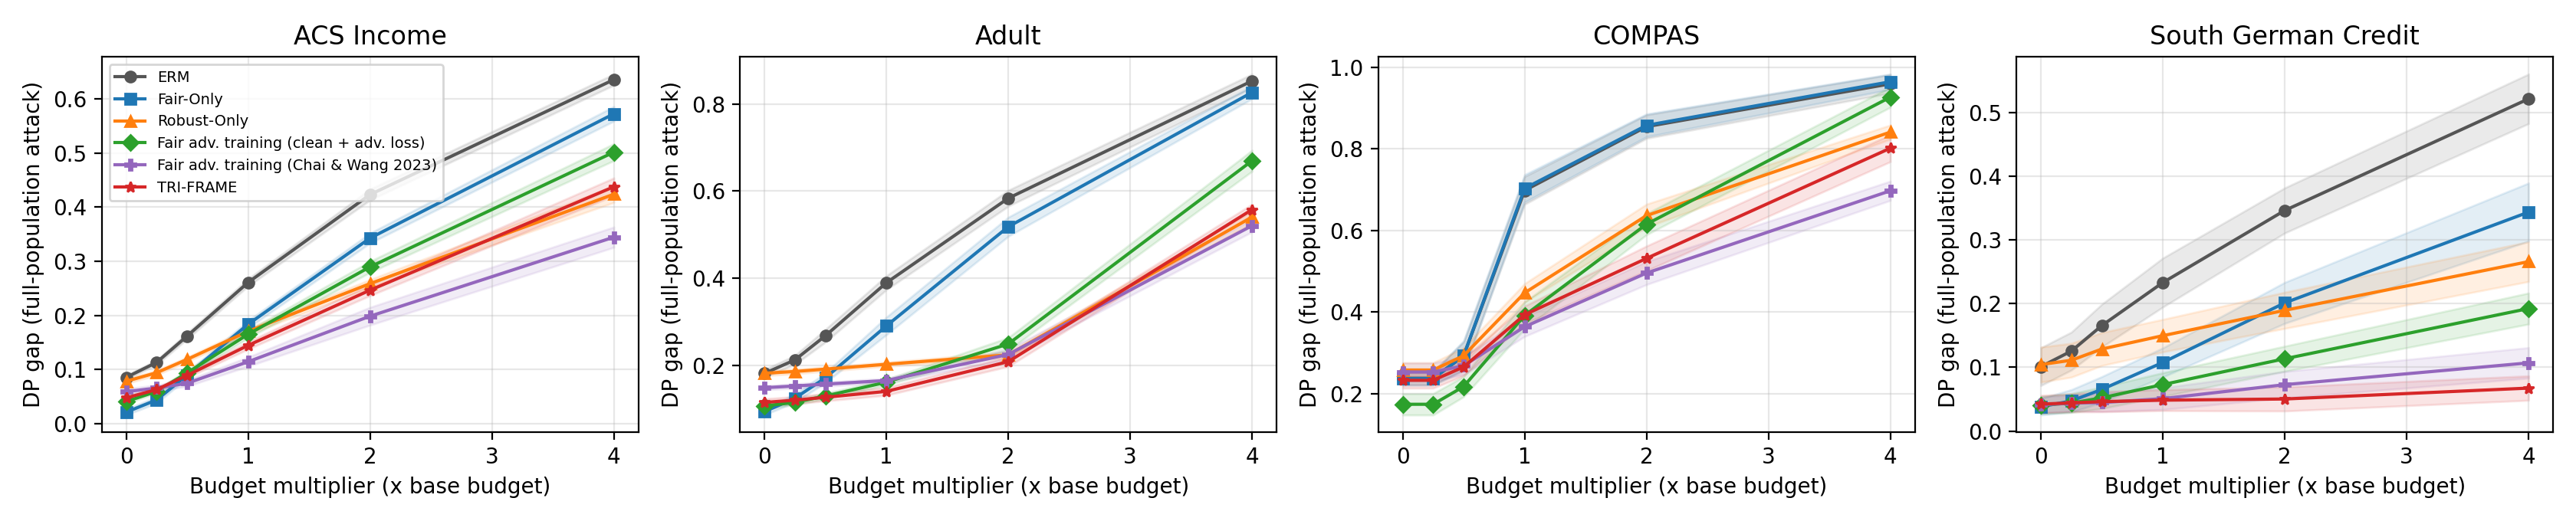 ACS Income
DP gap (full-population attack)
0.6
0.5
0.4
0.3
0.2
0.1
0.0
ERM
Fair-Only
Robust-Only
Fair adv. training (clean + adv. loss)
Fair adv. training (Chai & Wang 2023)
TRI-FRAME
0 1 2 3 4
Budget multiplier (x base budget)
Adult
DP gap (full-population attack)
0.8
0.6
0.4
0.2
0 1 2 3 4
Budget multiplier (x base budget)
COMPAS
DP gap (full-population attack)
1.0
0.8
0.6
0.4
0.2
0 1 2 3 4
Budget multiplier (x base budget)
South German Credit
DP gap (full-population attack)
0.5
0.4
0.3
0.2
0.1
0.0
0 1 2 3 4
Budget multiplier (x base budget)